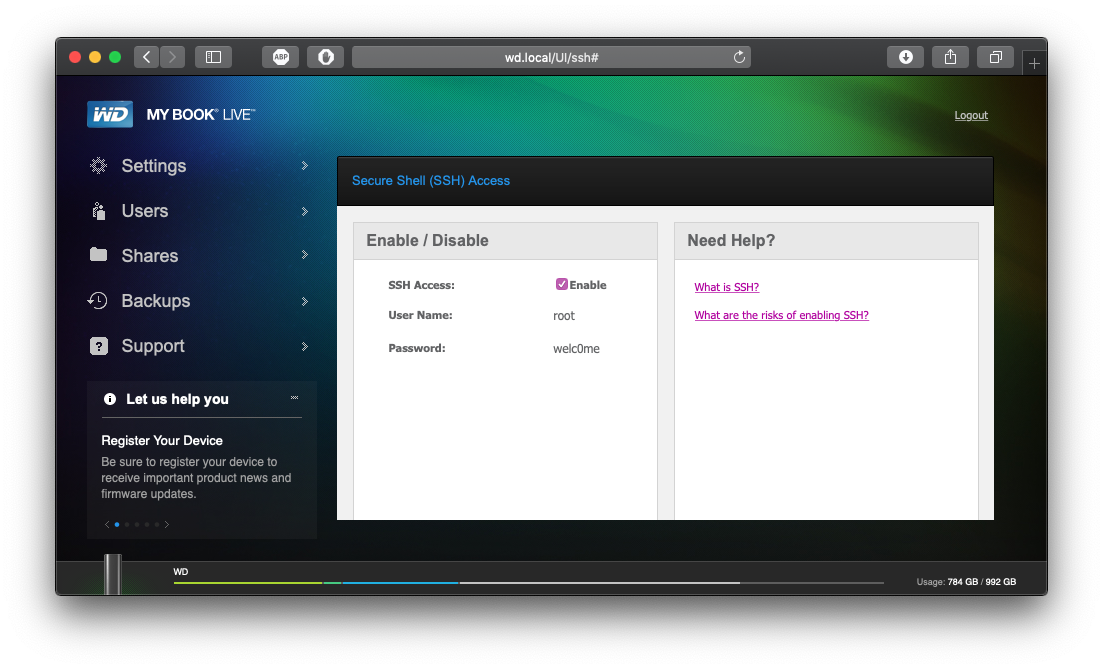 ABP
wd.local/UI/ssh#
WD MY BOOK® LIVE™
Logout
Settings
Users
Shares
Backups
Support
Let us help you
Register Your Device
Be sure to register your device to
receive important product news and
firmware updates.
Secure Shell (SSH) Access
Enable / Disable
SSH Access: Enable
User Name: root
Password: welc0me
Need Help?
What is SSH?
What are the risks of enabling SSH?
WD
Usage: 784 GB / 992 GB